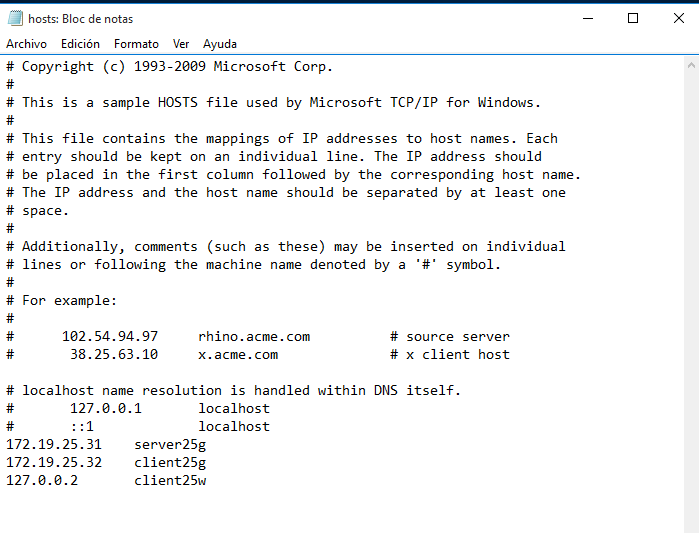 hosts: Bloc de notas
Archivo Edición Formato Ver Ayuda
# Copyright (c) 1993-2009 Microsoft Corp.
#
# This is a sample HOSTS file used by Microsoft TCP/IP for Windows.
#
# This file contains the mappings of IP addresses to host names. Each
# entry should be kept on an individual line. The IP address should
# be placed in the first column followed by the corresponding host name.
# The IP address and the host name should be separated by at least one
# space.
#
# Additionally, comments (such as these) may be inserted on individual
# lines or following the machine name denoted by a '#' symbol.
#
# For example:
#
#      102.54.94.97     rhino.acme.com          # source server
#       38.25.63.10     x.acme.com              # x client host

# localhost name resolution is handled within DNS itself.
#       127.0.0.1       localhost
#       ::1             localhost
172.19.25.31    server25g
172.19.25.32    client25g
127.0.0.2       client25w